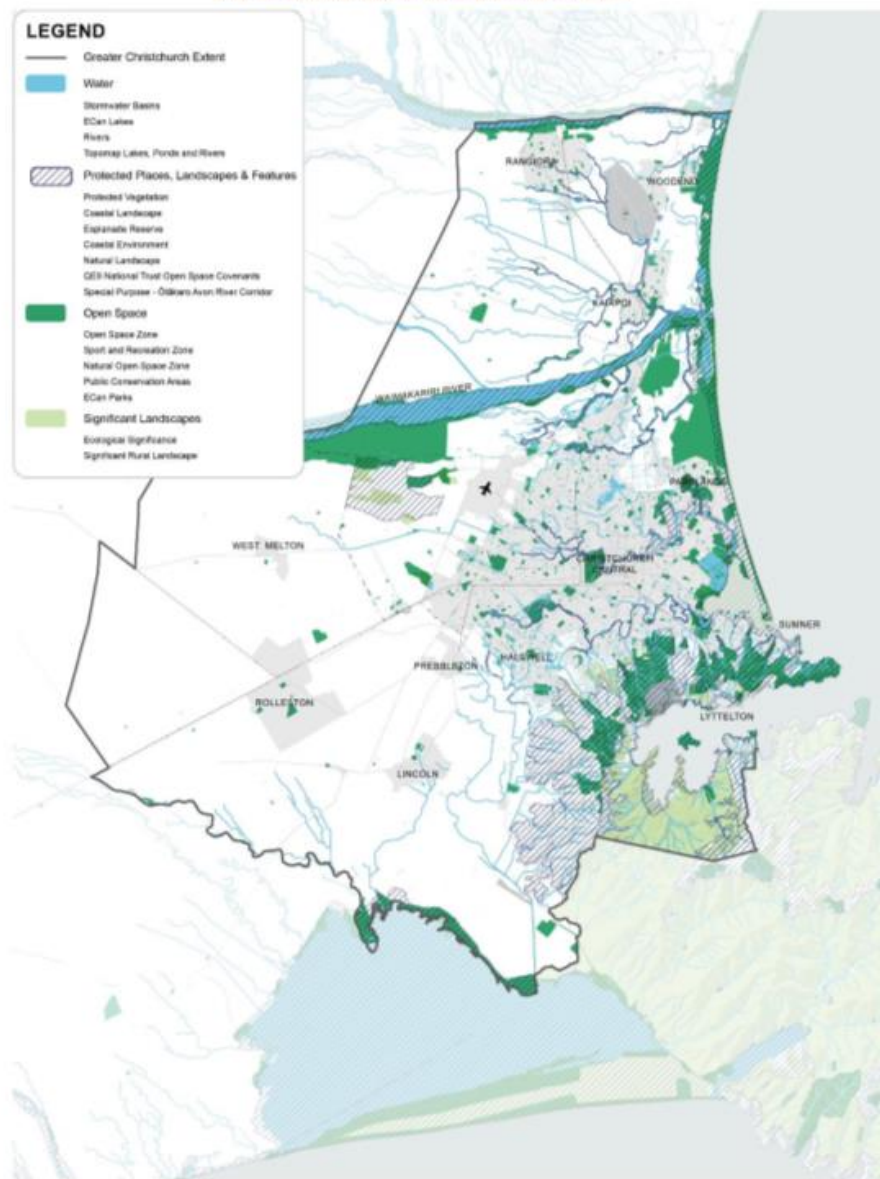 LEGEND
Greater Christchurch Extent
Water
Stormwater Basins
ECan Lakes
Rivers
Topomap Lakes, Ponds and Rivers
Protected Places, Landscapes & Features
Protected Vegetation
Coastal Landscape
Esplanade Reserve
Coastal Environment
Natural Landscape
QEII National Trust Open Space Covenants
Special Purpose - Ōtākaro Avon River Corridor
Open Space
Open Space Zone
Sport and Recreation Zone
Natural Open Space Zone
Public Conservation Areas
ECan Parks
Significant Landscapes
Ecological Significance
Significant Rural Landscape
RANGIORA
WOODEND
KAIAPOI
WAIMAKARIRI RIVER
PARKLANDS
WEST MELTON
CHRISTCHURCH
CENTRAL
SUMNER
HALSWELL
PREBBLETON
ROLLESTON
LYTTELTON
LINCOLN